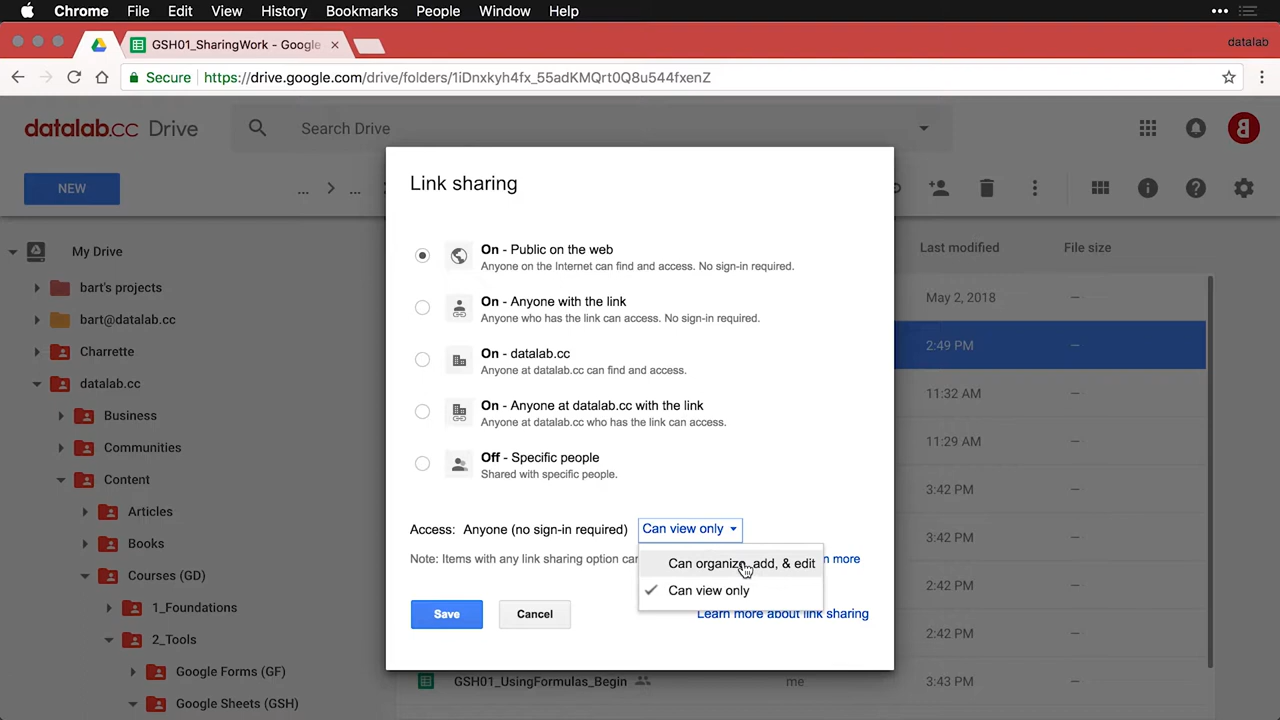 Chrome File Edit View History Bookmarks People Window Help
GSH01_SharingWork - Google
datalab
Secure https://drive.google.com/drive/folders/1iDnxkyh4fx_55adKMQrt0Q8u544fxenZ
datalab.cc Drive
Search Drive
B
NEW
... ...
Link sharing
My Drive
bart's projects
bart@datalab.cc
Charrette
datalab.cc
Business
Communities
Content
Articles
Books
Courses (GD)
1_Foundations
2_Tools
Google Forms (GF)
Google Sheets (GSH)
On - Public on the web
Anyone on the Internet can find and access. No sign-in required.
On - Anyone with the link
Anyone who has the link can access. No sign-in required.
On - datalab.cc
Anyone at datalab.cc can find and access.
On - Anyone at datalab.cc with the link
Anyone at datalab.cc who has the link can access.
Off - Specific people
Shared with specific people.
Access: Anyone (no sign-in required) Can view only
Note: Items with any link sharing option can more
Can organize, add, & edit
Can view only
Save Cancel
Learn more about link sharing
Last modified File size
May 2, 2018 —
2:49 PM —
11:32 AM —
11:29 AM —
3:42 PM —
3:42 PM —
2:42 PM —
2:42 PM —
GSH01_UsingFormulas_Begin me 3:43 PM —